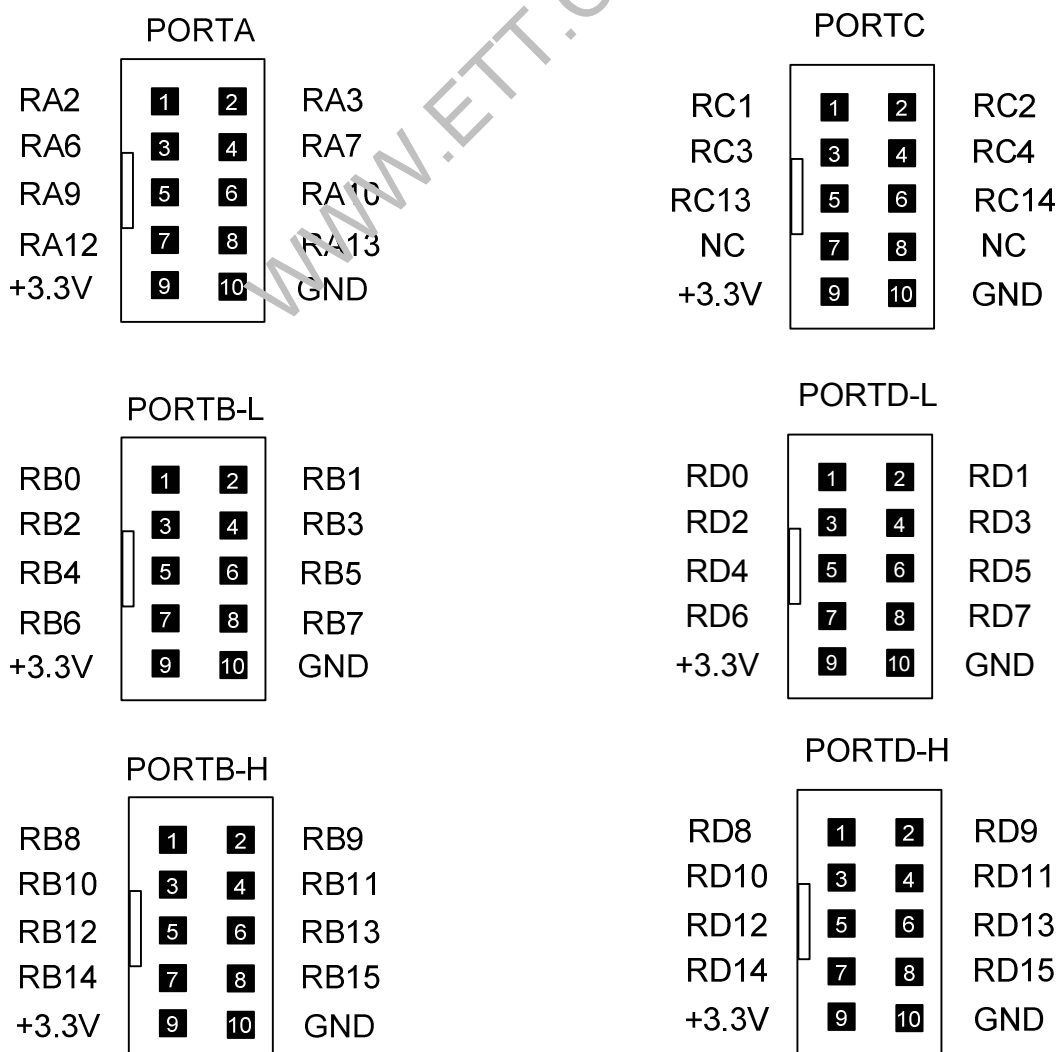 WWW.ETT.C
PORTA
RA2 1 2 RA3
RA6 3 4 RA7
RA9 5 6 RA10
RA12 7 8 RA13
+3.3V 9 10 GND
PORTC
RC1 1 2 RC2
RC3 3 4 RC4
RC13 5 6 RC14
NC 7 8 NC
+3.3V 9 10 GND
PORTB-L
RB0 1 2 RB1
RB2 3 4 RB3
RB4 5 6 RB5
RB6 7 8 RB7
+3.3V 9 10 GND
PORTD-L
RD0 1 2 RD1
RD2 3 4 RD3
RD4 5 6 RD5
RD6 7 8 RD7
+3.3V 9 10 GND
PORTB-H
RB8 1 2 RB9
RB10 3 4 RB11
RB12 5 6 RB13
RB14 7 8 RB15
+3.3V 9 10 GND
PORTD-H
RD8 1 2 RD9
RD10 3 4 RD11
RD12 5 6 RD13
RD14 7 8 RD15
+3.3V 9 10 GND